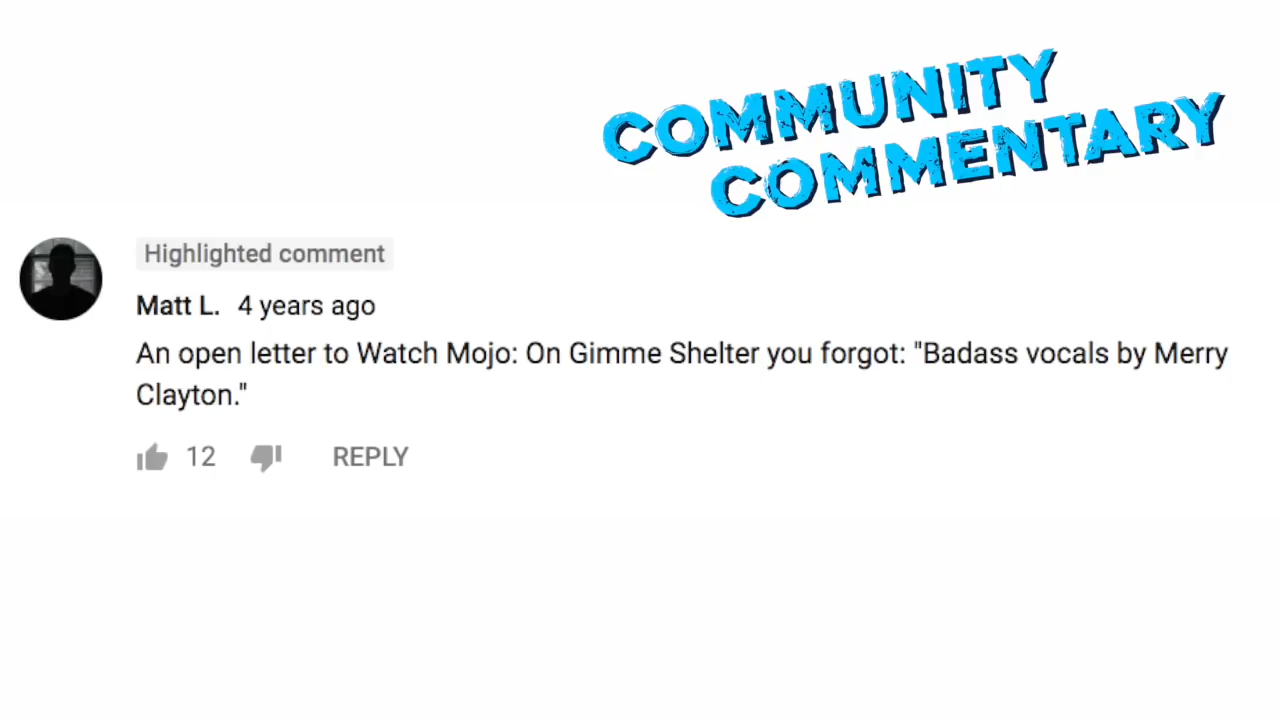 COMMUNITY
COMMENTARY
Highlighted comment
Matt L. 4 years ago
An open letter to Watch Mojo: On Gimme Shelter you forgot: "Badass vocals by Merry
Clayton."
12 REPLY